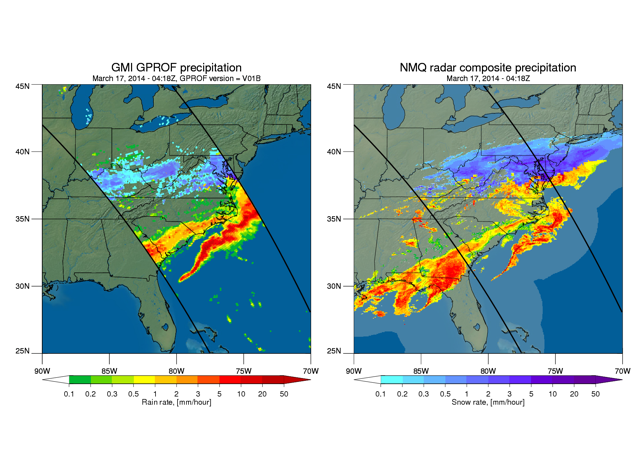 GMI GPROF precipitation
March 17, 2014 - 04:18Z, GPROF version = V01B
45N
40N
35N
30N
25N
90W 85W 80W 75W 70W
0.1 0.2 0.3 0.5 1 2 3 5 10 20 50
Rain rate, [mm/hour]
NMQ radar composite precipitation
March 17, 2014 - 04:18Z
45N
40N
35N
30N
25N
90W 85W 80W 75W 70W
0.1 0.2 0.3 0.5 1 2 3 5 10 20 50
Snow rate, [mm/hour]